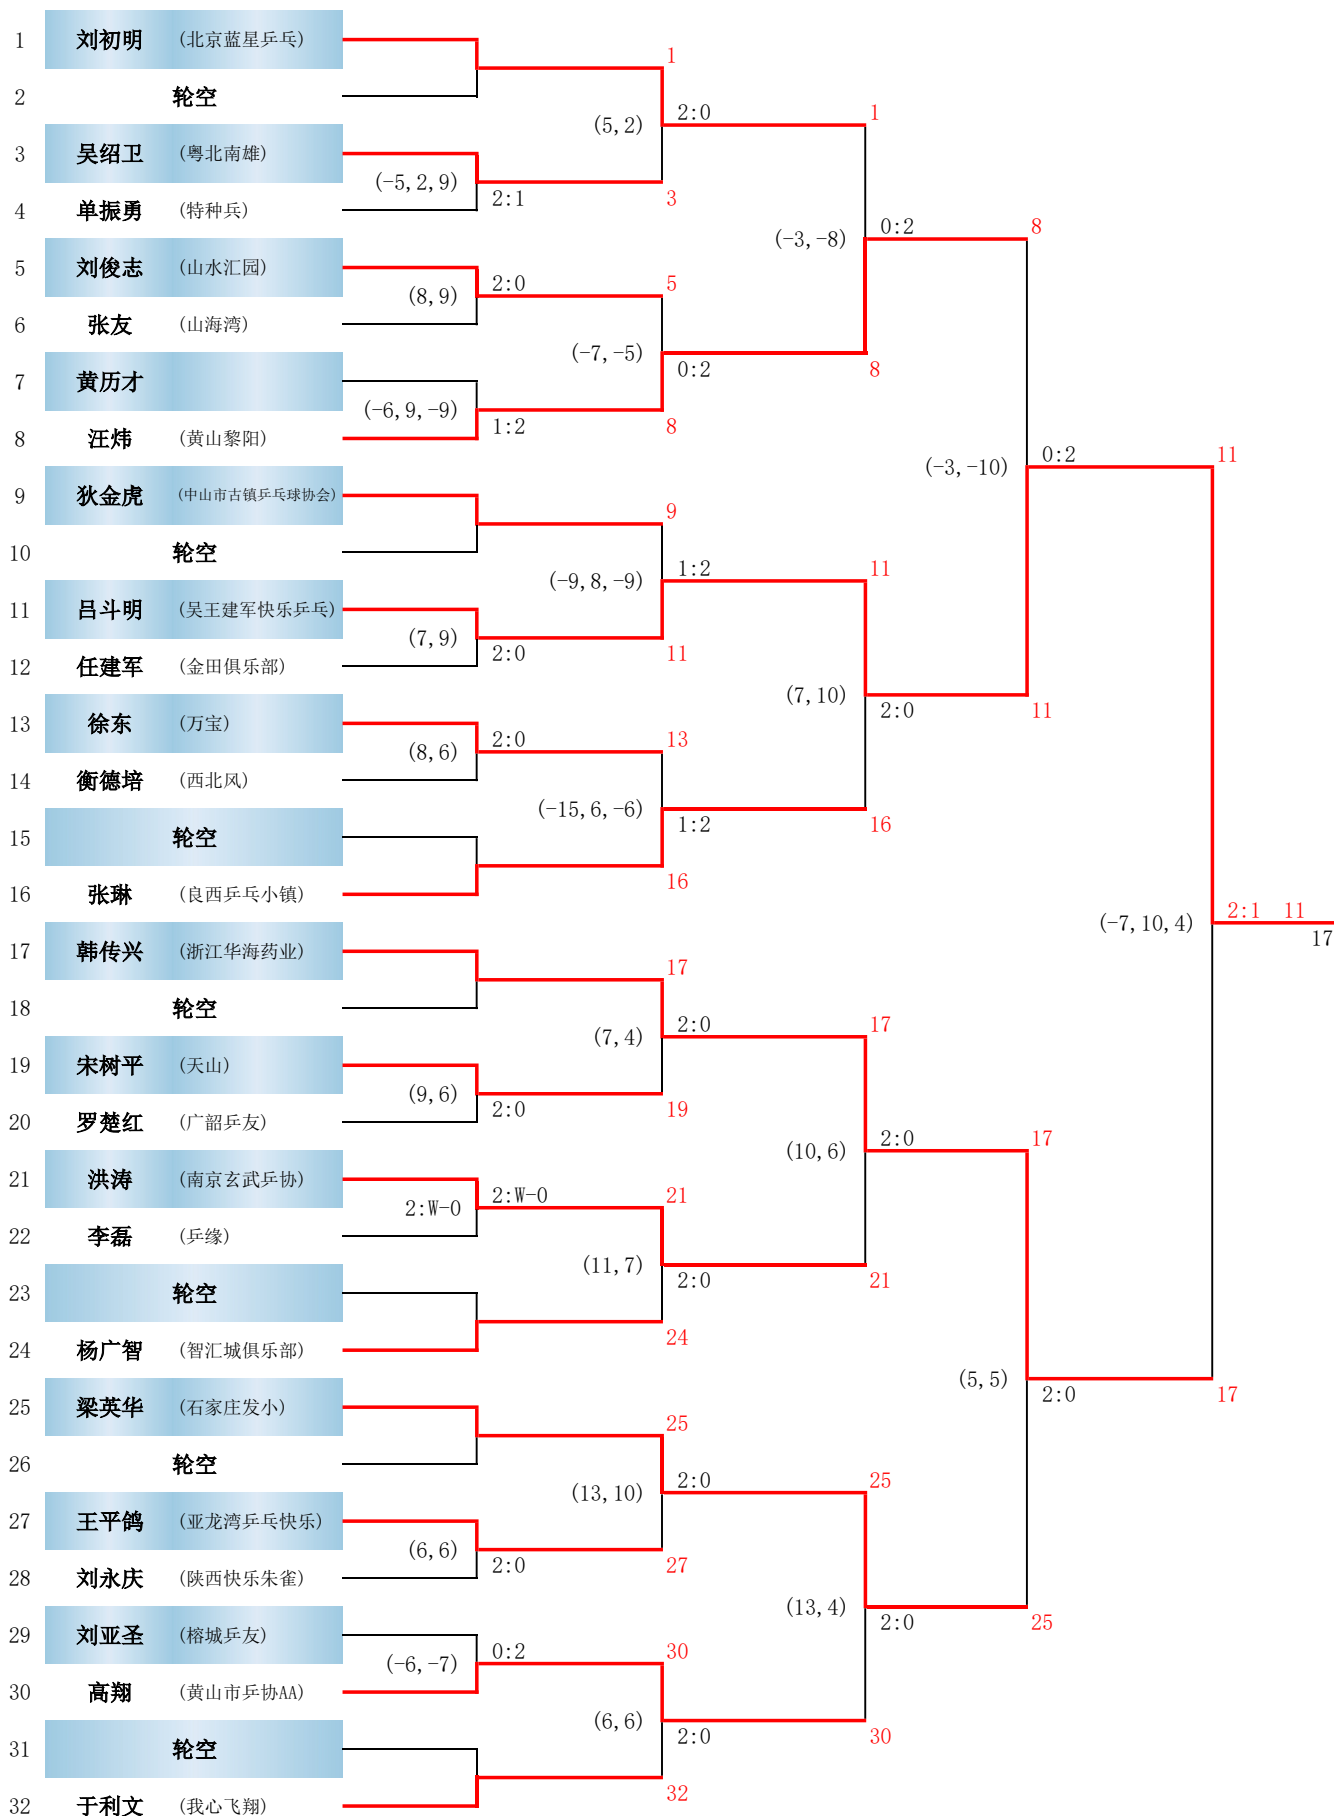 1 刘初明 (北京蓝星乒乓)
1
2 轮空
2:0 1
(5,2)
3 吴绍卫 (粤北南雄)
(-5,2,9)
2:1 3
4 单振勇 (特种兵)
0:2 8
(-3,-8)
5 刘俊志 (山水汇园)
2:0 5
(8,9)
6 张友 (山海湾)
(-7,-5)
0:2 8
7 黄历才
(-6,9,-9)
1:2 8
8 汪炜 (黄山黎阳)
0:2 11
(-3,-10)
9 狄金虎 (中山市古镇乒乓球协会)
9
10 轮空
1:2 11
(-9,8,-9)
11 吕斗明 (吴王建军快乐乒乓)
(7,9)
2:0 11
12 任建军 (金田俱乐部)
(7,10)
2:0 11
13 徐东 (万宝)
2:0 13
(8,6)
14 衡德培 (西北风)
(-15,6,-6)
1:2 16
15 轮空
16
16 张琳 (良西乒乓小镇)
2:1 11
(-7,10,4)
17
17 韩传兴 (浙江华海药业)
17
18 轮空
2:0 17
(7,4)
19 宋树平 (天山)
(9,6)
2:0 19
20 罗楚红 (广韶乒友)
2:0 17
(10,6)
21 洪涛 (南京玄武乒协)
2:W-0 21
2:W-0
22 李磊 (乒缘)
(11,7)
2:0 21
23 轮空
24
24 杨广智 (智汇城俱乐部)
(5,5)
2:0 17
25 梁英华 (石家庄发小)
25
26 轮空
2:0 25
(13,10)
27 王平鸽 (亚龙湾乒乓快乐)
(6,6)
2:0 27
28 刘永庆 (陕西快乐朱雀)
(13,4)
2:0 25
29 刘亚圣 (榕城乒友)
0:2 30
(-6,-7)
30 高翔 (黄山市乒协AA)
(6,6)
2:0 30
31 轮空
32
32 于利文 (我心飞翔)